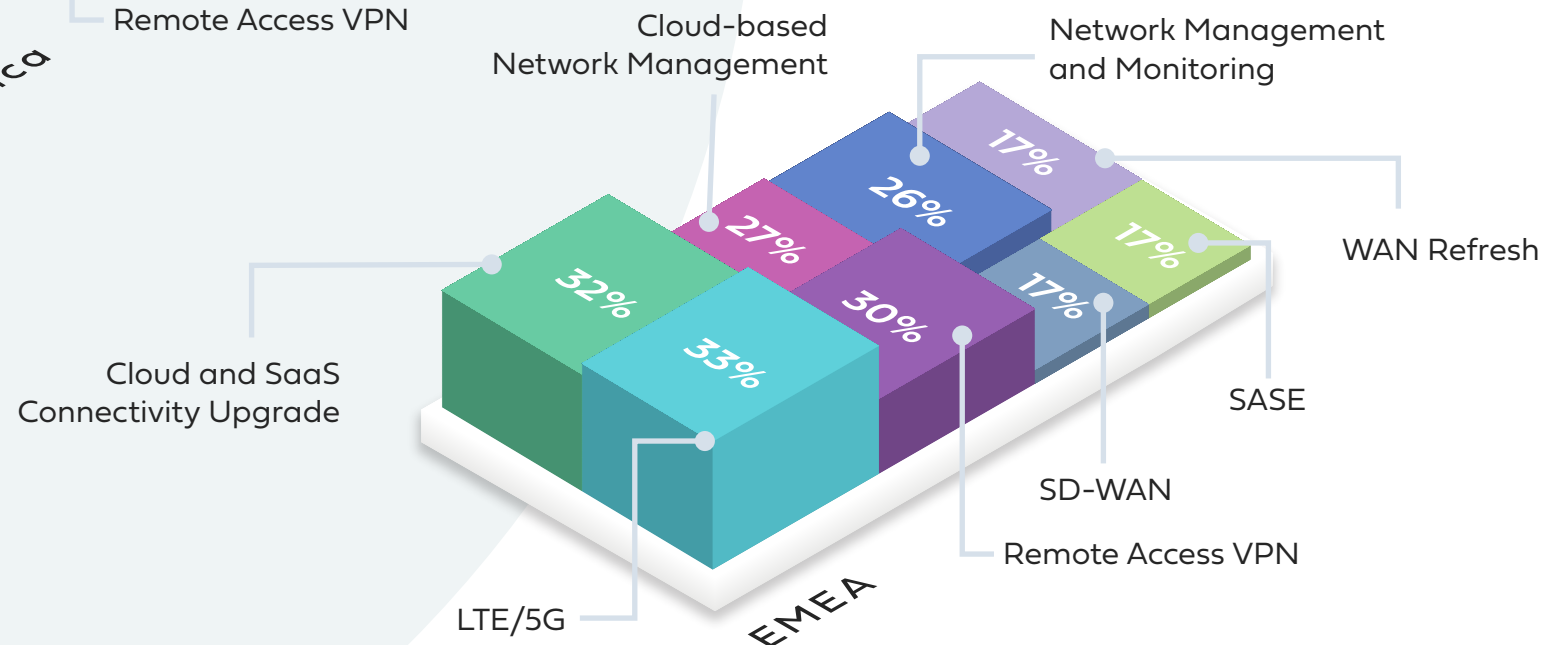 Remote Access VPN
Cloud-based
Network Management
Network Management
and Monitoring
17%
26%
27%
17%
WAN Refresh
32%
17%
30%
33%
Cloud and SaaS
Connectivity Upgrade
SASE
SD-WAN
Remote Access VPN
LTE/5G
EMEA